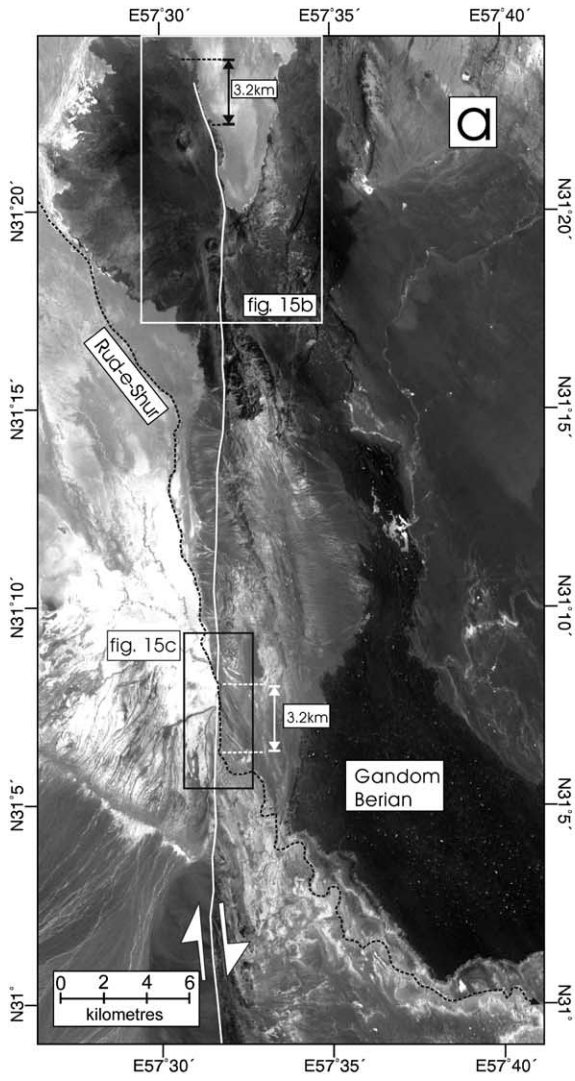 E57°30´ E57°35´ E57°40´
3.2km
a
N31°20´ N31°20´
fig. 15b
Rud-e-Shur
N31°15´ N31°15´
N31°10´ N31°10´
fig. 15c
3.2km
Gandom
Berian
N31°5´ N31°5´
0 2 4 6
kilometres
N31° N31°
E57°30´ E57°35´ E57°40´